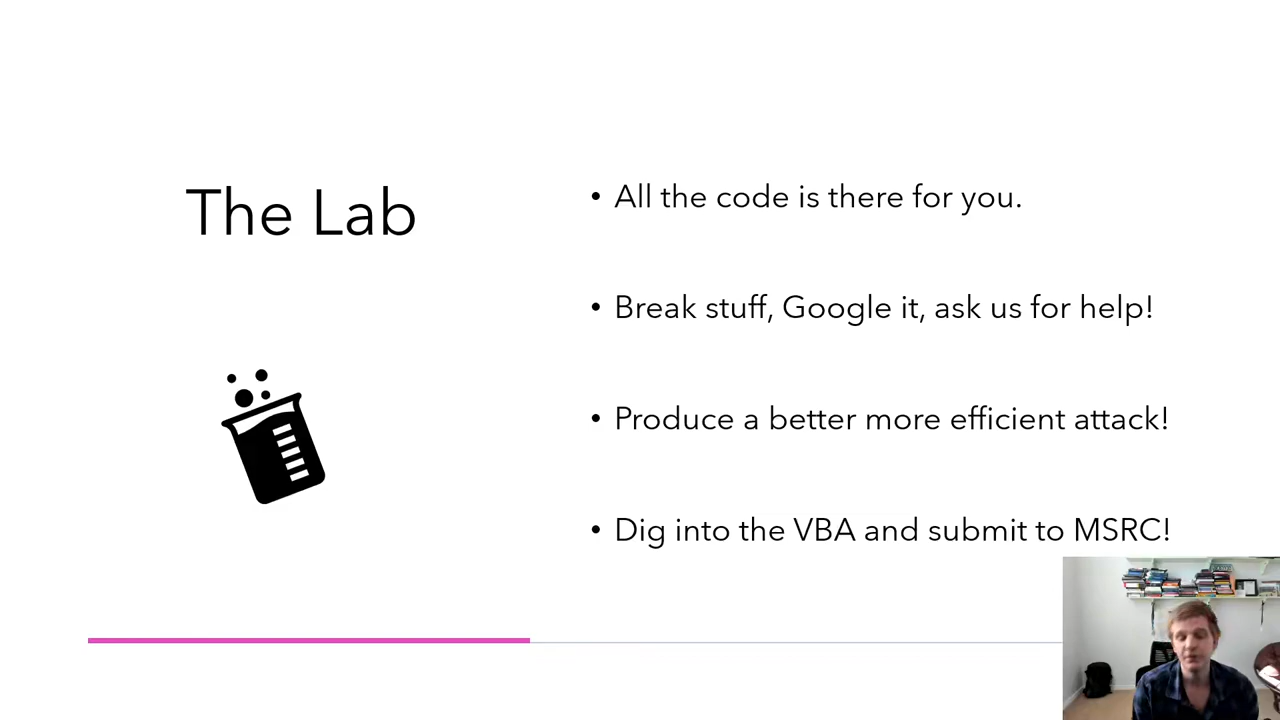 The Lab
• All the code is there for you.
• Break stuff, Google it, ask us for help!
• Produce a better more efficient attack!
• Dig into the VBA and submit to MSRC!